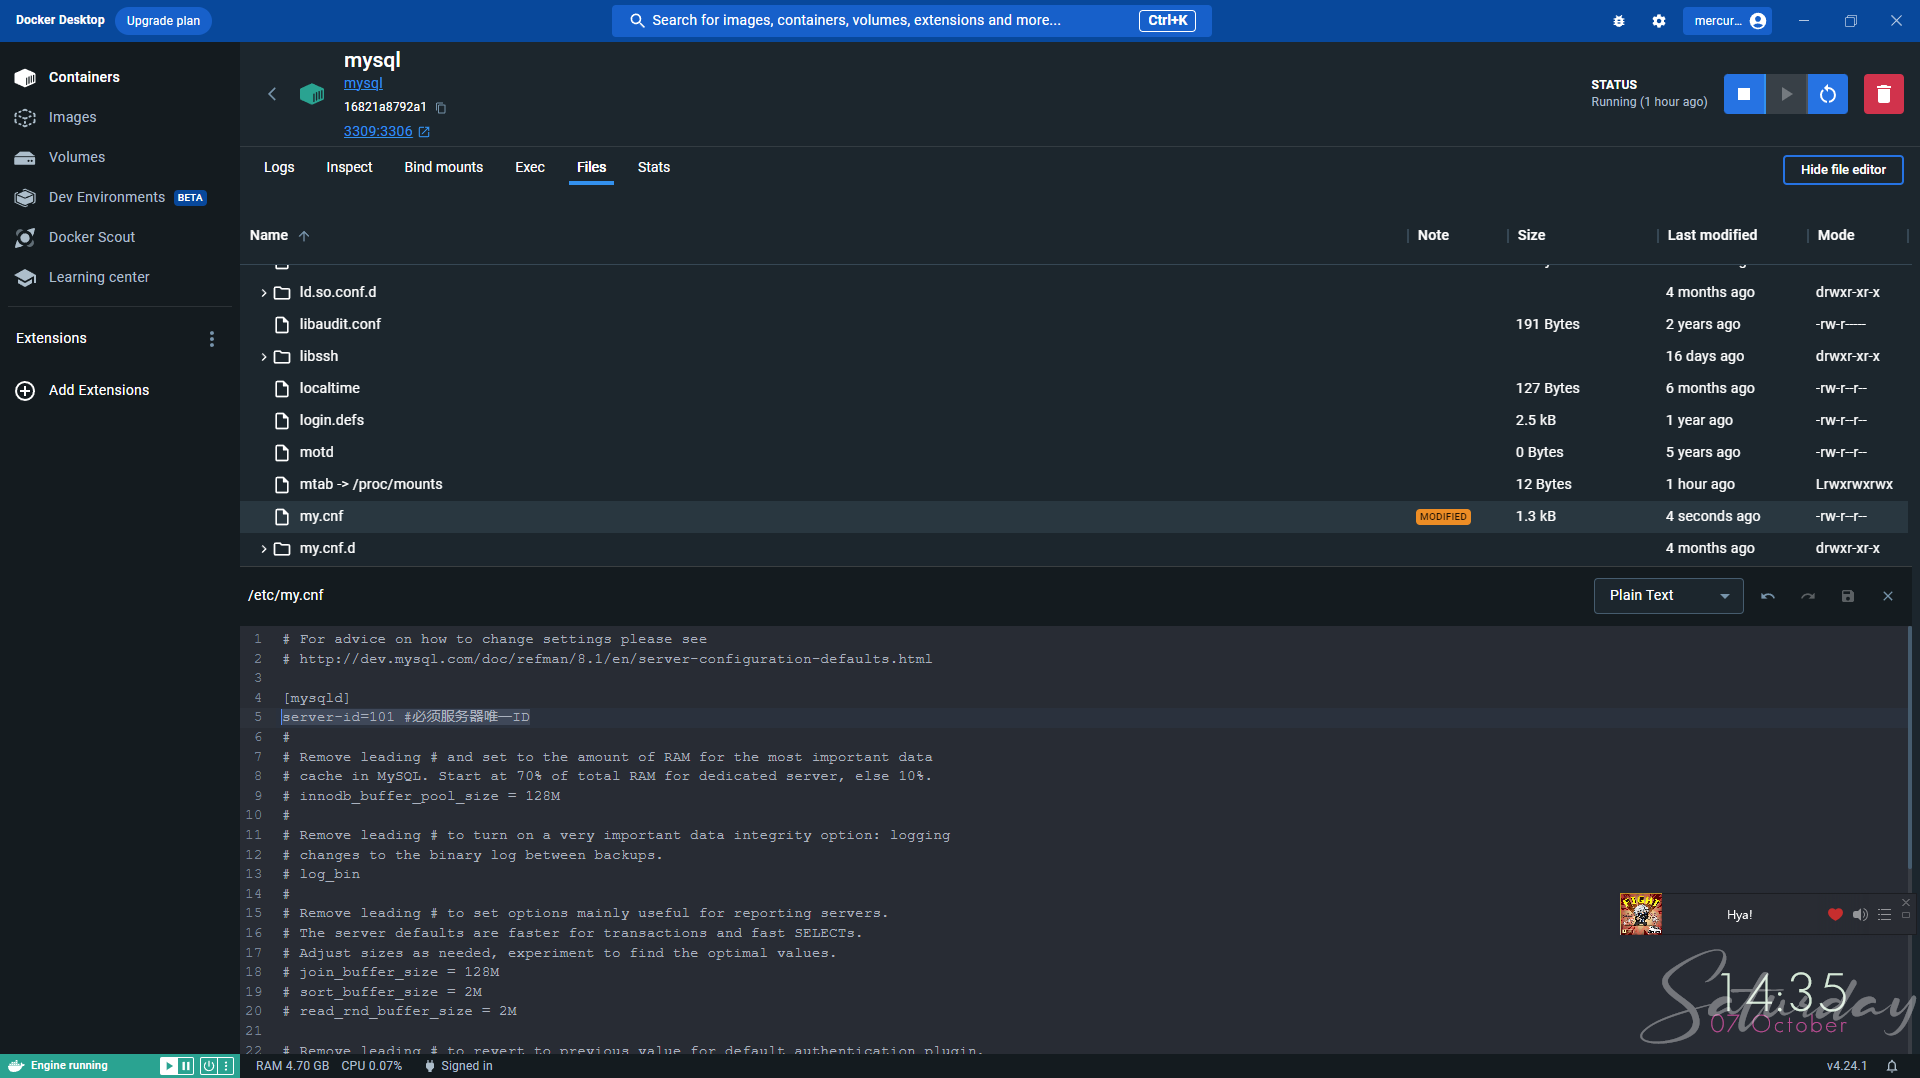 Docker Desktop Upgrade plan Search for images, containers, volumes, extensions and more... Ctrl+K mercur...
Containers
Images
Volumes
Dev Environments BETA
Docker Scout
Learning center
Extensions
Add Extensions
mysql
mysql
16821a8792a1
3309:3306
STATUS
Running (1 hour ago)
Logs Inspect Bind mounts Exec Files Stats Hide file editor
Name Note Size Last modified Mode
ld.so.conf.d 4 months ago drwxr-xr-x
libaudit.conf 191 Bytes 2 years ago -rw-r-----
libssh 16 days ago drwxr-xr-x
localtime 127 Bytes 6 months ago -rw-r--r--
login.defs 2.5 kB 1 year ago -rw-r--r--
motd 0 Bytes 5 years ago -rw-r--r--
mtab -> /proc/mounts 12 Bytes 1 hour ago Lrwxrwxrwx
my.cnf MODIFIED 1.3 kB 4 seconds ago -rw-r--r--
my.cnf.d 4 months ago drwxr-xr-x
/etc/my.cnf Plain Text
1 # For advice on how to change settings please see
2 # http://dev.mysql.com/doc/refman/8.1/en/server-configuration-defaults.html
3
4 [mysqld]
5 server-id=101 #必须服务器唯一ID
6 #
7 # Remove leading # and set to the amount of RAM for the most important data
8 # cache in MySQL. Start at 70% of total RAM for dedicated server, else 10%.
9 # innodb_buffer_pool_size = 128M
10 #
11 # Remove leading # to turn on a very important data integrity option: logging
12 # changes to the binary log between backups.
13 # log_bin
14 #
15 # Remove leading # to set options mainly useful for reporting servers.
16 # The server defaults are faster for transactions and fast SELECTs.
17 # Adjust sizes as needed, experiment to find the optimal values.
18 # join_buffer_size = 128M
19 # sort_buffer_size = 2M
20 # read_rnd_buffer_size = 2M
21
22 # Remove leading # to revert to previous value for default_authentication_plugin,
FIGHT
Hya!
Saturday
14:35
07 October
Engine running RAM 4.70 GB CPU 0.07% Signed in v4.24.1